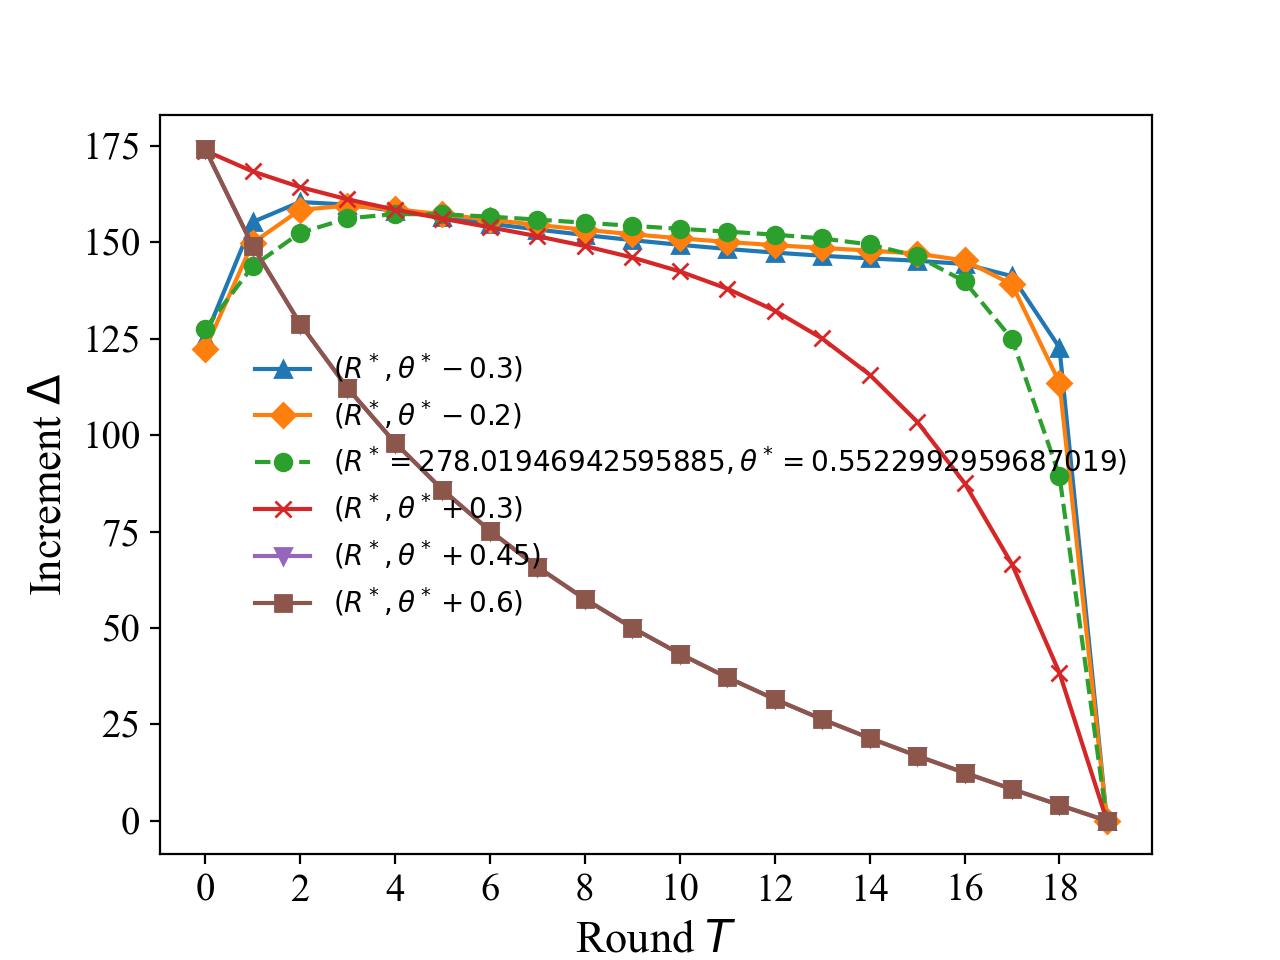 175
150
125
100
75
50
25
0
Increment Δ
(R*, θ* − 0.3)
(R*, θ* − 0.2)
(R* = 278.01946942595885, θ* = 0.5522992959687019)
(R*, θ* + 0.3)
(R*, θ* + 0.45)
(R*, θ* + 0.6)
0 2 4 6 8 10 12 14 16 18
Round T